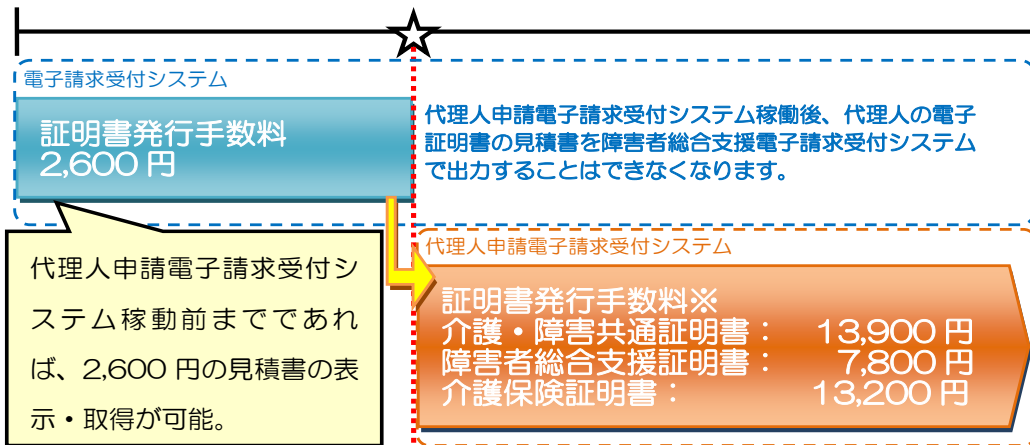 電子請求受付システム
証明書発行手数料
2,600 円
代理人申請電子請求受付システム稼働後、代理人の電子
証明書の見積書を障害者総合支援電子請求受付システム
で出力することはできなくなります。
代理人申請電子請求受付シ
ステム稼動前までであれ
ば、2,600 円の見積書の表
示・取得が可能。
代理人申請電子請求受付システム
証明書発行手数料※
介護・障害共通証明書： 13,900 円
障害者総合支援証明書： 7,800 円
介護保険証明書： 13,200 円